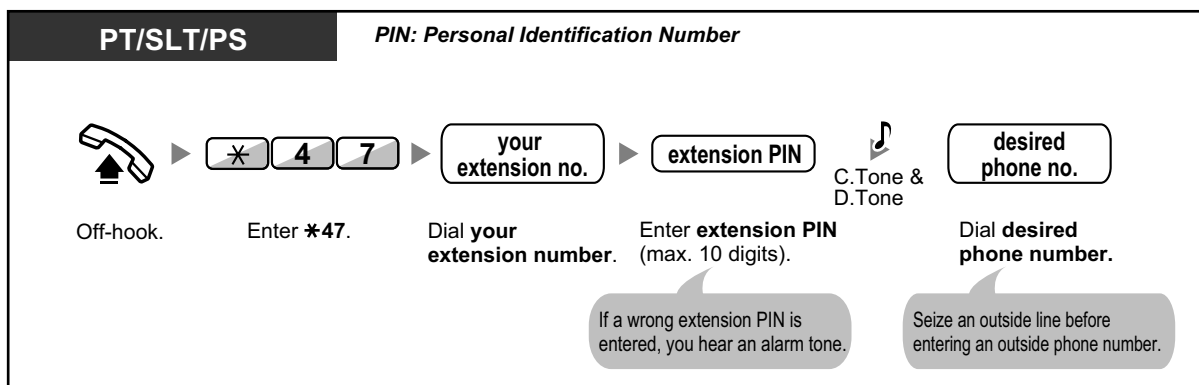 PT/SLT/PS
PIN: Personal Identification Number
✳ 4 7
your
extension no.
extension PIN
C.Tone &
D.Tone
desired
phone no.
Off-hook.
Enter ✳47.
Dial your
extension number.
Enter extension PIN
(max. 10 digits).
Dial desired
phone number.
If a wrong extension PIN is
entered, you hear an alarm tone.
Seize an outside line before
entering an outside phone number.